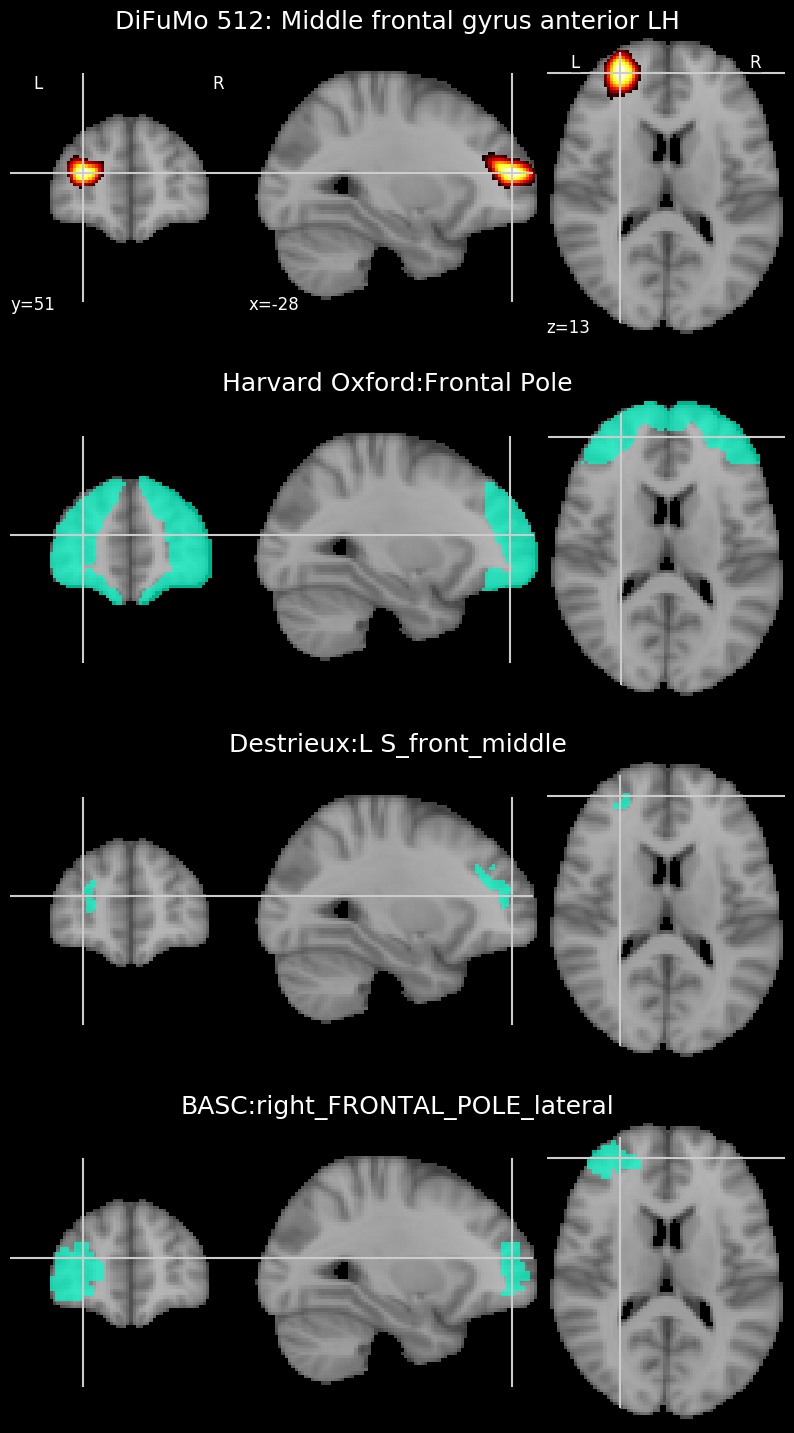 DiFuMo 512: Middle frontal gyrus anterior LH
L R
L R
y=51
x=-28
z=13
Harvard Oxford:Frontal Pole
Destrieux:L S_front_middle
BASC:right_FRONTAL_POLE_lateral